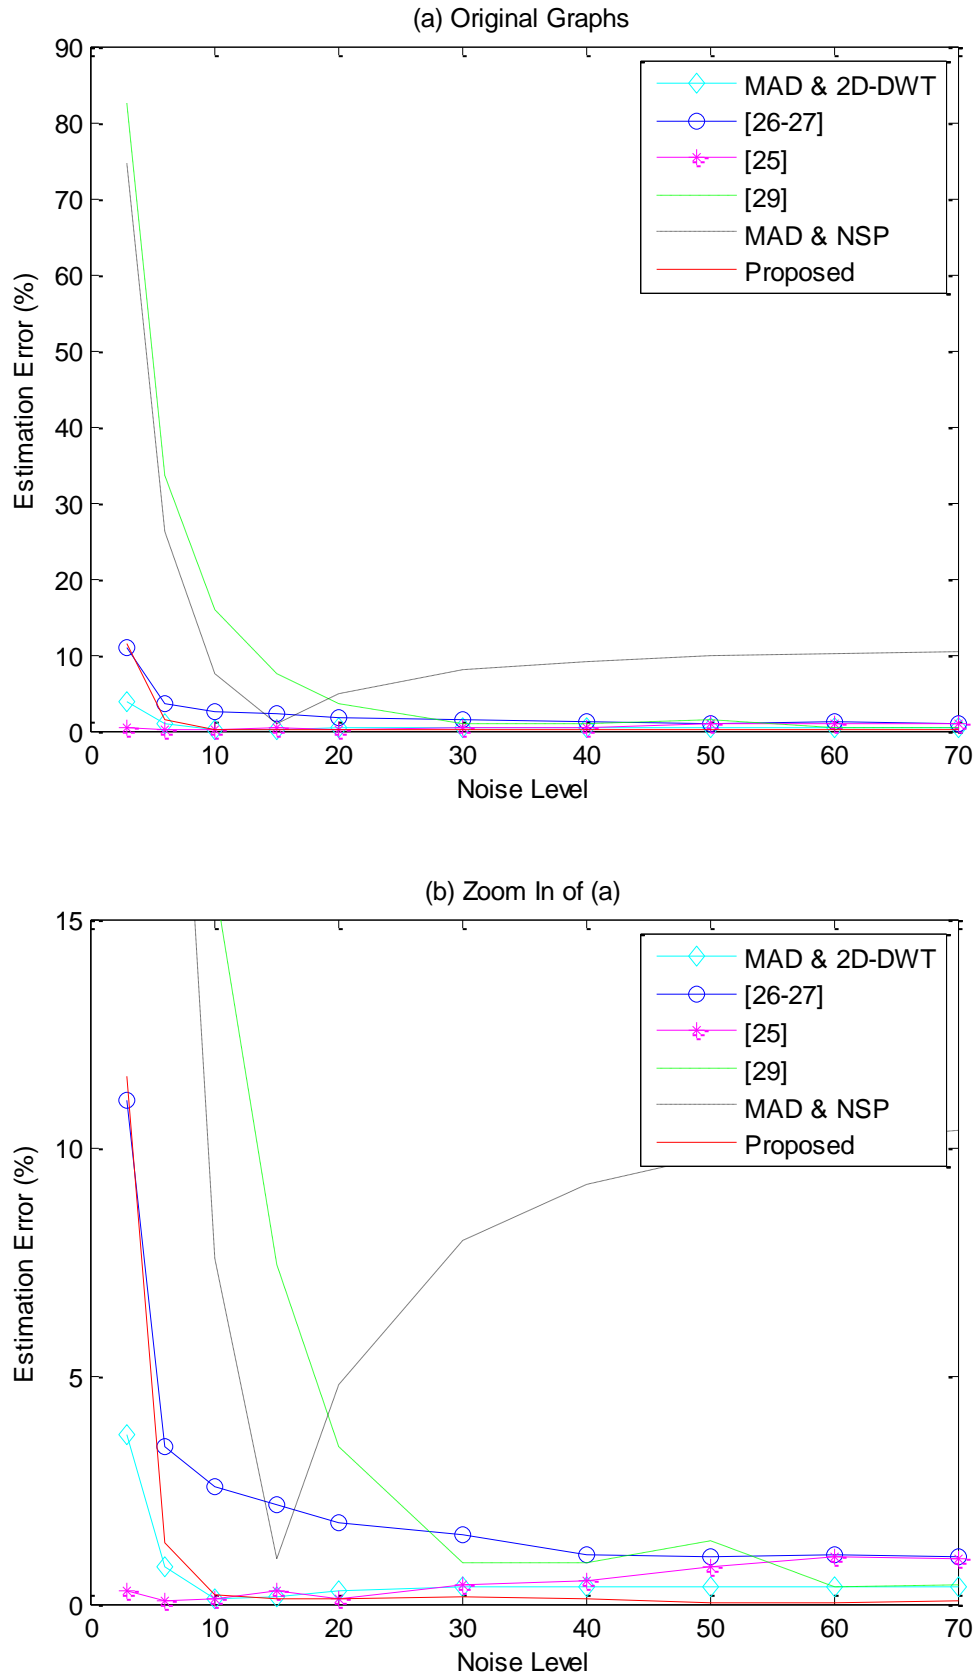 (a) Original Graphs
90
80
70
60
50
40
30
20
10
0
Estimation Error (%)
MAD & 2D-DWT
[26-27]
[25]
[29]
MAD & NSP
Proposed
0 10 20 30 40 50 60 70
Noise Level
(b) Zoom In of (a)
15
10
5
0
Estimation Error (%)
MAD & 2D-DWT
[26-27]
[25]
[29]
MAD & NSP
Proposed
0 10 20 30 40 50 60 70
Noise Level